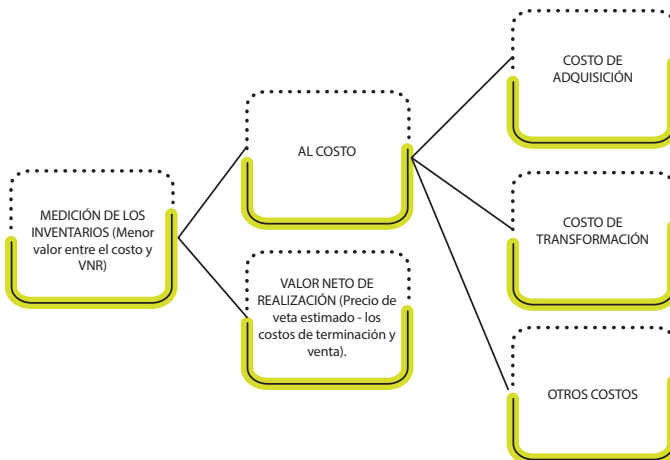 MEDICIÓN DE LOS
INVENTARIOS (Menor
valor entre el costo y
VNR)
AL COSTO
VALOR NETO DE
REALIZACIÓN (Precio de
veta estimado - los
costos de terminación y
venta).
COSTO DE
ADQUISICIÓN
COSTO DE
TRANSFORMACIÓN
OTROS COSTOS